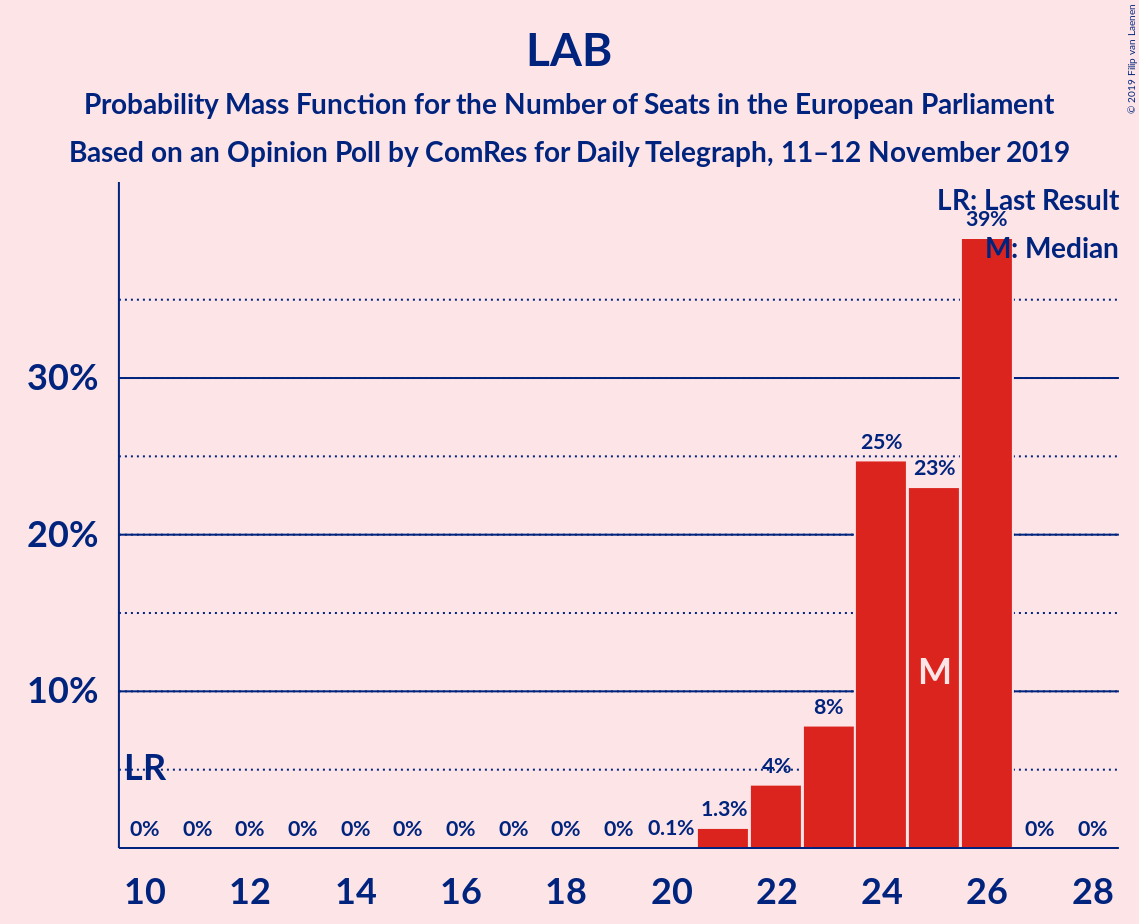 LAB
Probability Mass Function for the Number of Seats in the European Parliament
Based on an Opinion Poll by ComRes for Daily Telegraph, 11–12 November 2019
© 2019 Filip van Laenen
LR: Last Result
M: Median
39%
30%
25%
23%
20%
M
10%
8%
LR
4%
1.3%
0% 0% 0% 0% 0% 0% 0% 0% 0% 0% 0.1% 0% 0%
10 12 14 16 18 20 22 24 26 28